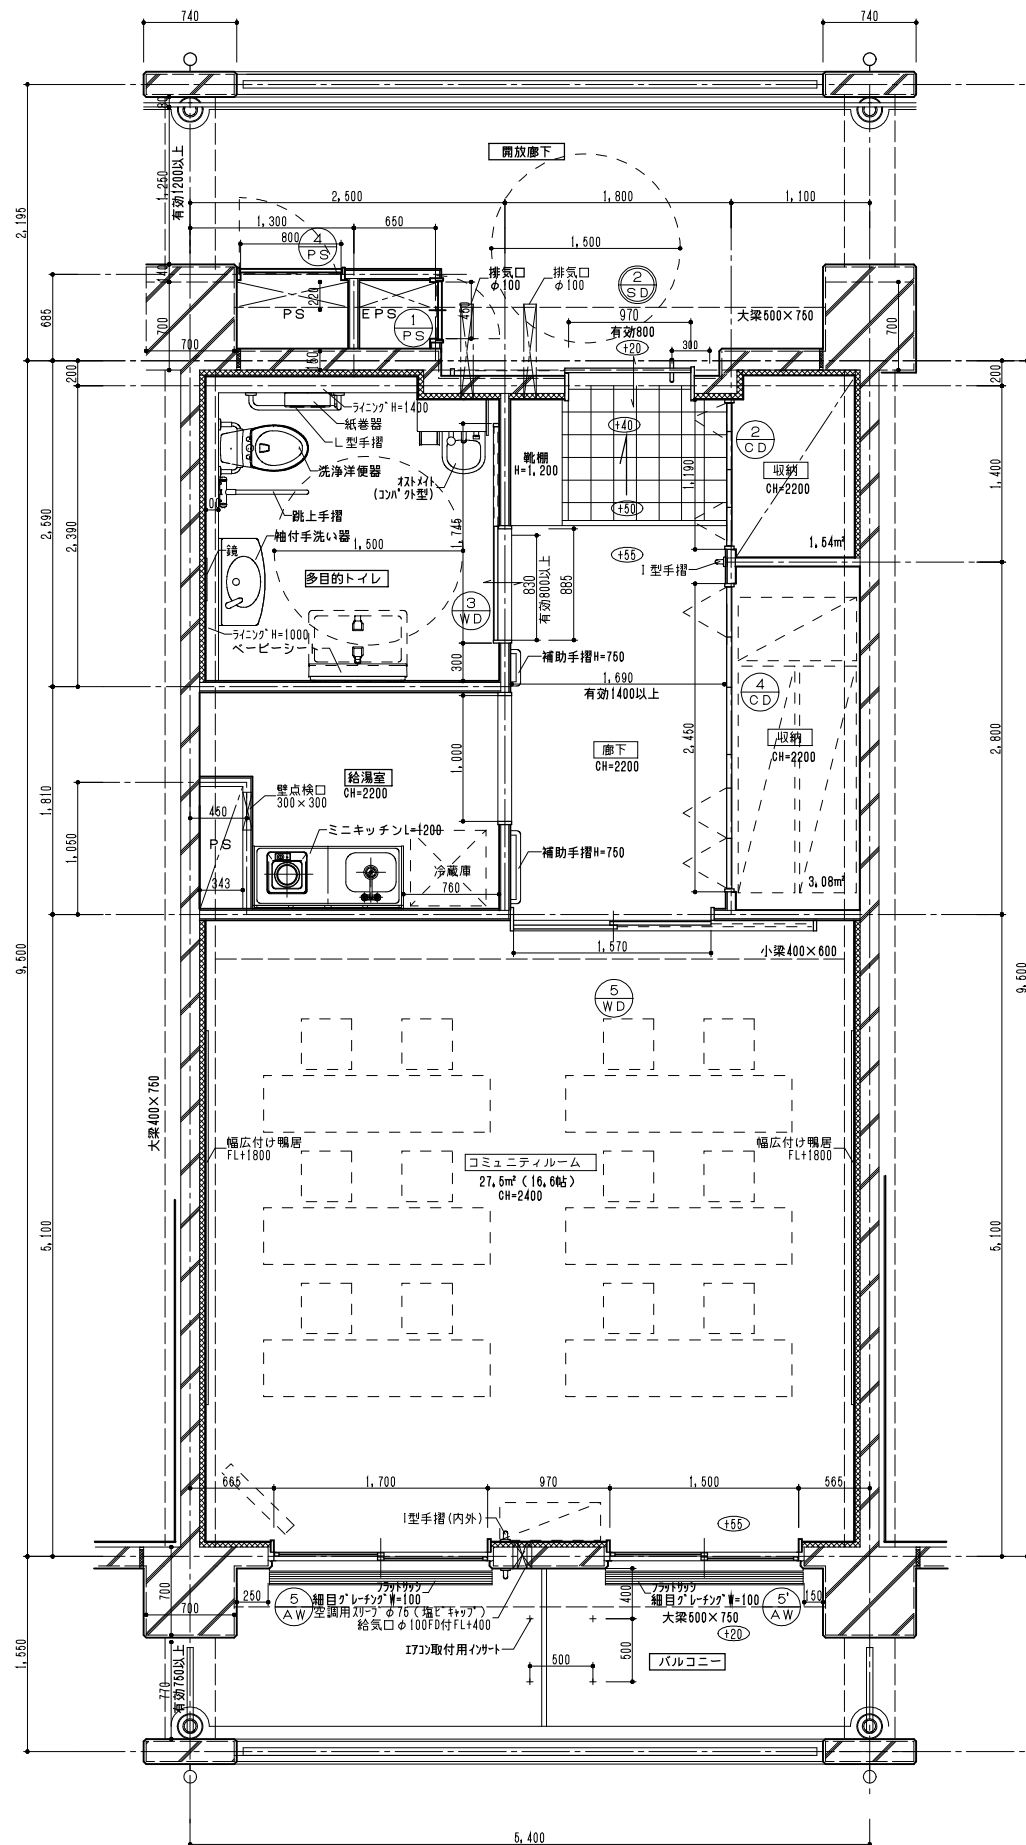 740
740
80
開放廊下
1,250
有効1200以上
2,195
2,500
1,800
1,100
1,300
650
800
4
PS
1,500
排気口
φ100
排気口
φ100
2
SD
140
685
700
220
PS
EPS
1
PS
450
970
有効800
大梁500×750
700
+20
300
700
150
200
200
ライニングH=1400
紙巻器
L型手摺
洗浄洋便器
オストメイト
(コンパクト型)
靴棚
H=1,200
+40
2
CD
収納
CH=2200
1,190
1,400
+50
跳上手摺
袖付手洗い器
鏡
1,500
1,745
1.54㎡
+55
I型手摺
2,590
2,390
多目的トイレ
3
WD
830
有効800以上
885
ライニングH=1000
ベービーシート
300
補助手摺H=750
1,690
有効1400以上
4
CD
2,450
収納
CH=2200
2,800
廊下
CH=2200
1,000
給湯室
CH=2200
壁点検口
300×300
1,810
1,050
460
PS
ミニキッチンL=1200
冷蔵庫
補助手摺H=750
343
760
3.08㎡
1,570
小梁400×600
9,500
9,500
5
WD
大梁400×750
幅広付け鴨居
FL+1800
幅広付け鴨居
FL+1800
コミュニティルーム
27.5㎡(16.6帖)
CH=2400
5,100
5,100
665
1,700
970
1,500
565
I型手摺(内外)
+55
700
700
250
5
AW
フラットサッシ
細目グレーチングW=100
空調用スリーブφ75(塩ビキャップ)
給気口φ100FD付FL+400
400
フラットサッシ
細目グレーチングW=100
大梁500×750
5'
AW
150
+20
エアコン取付用インサート
500
500
バルコニー
1,550
770
有効750以上
5,400